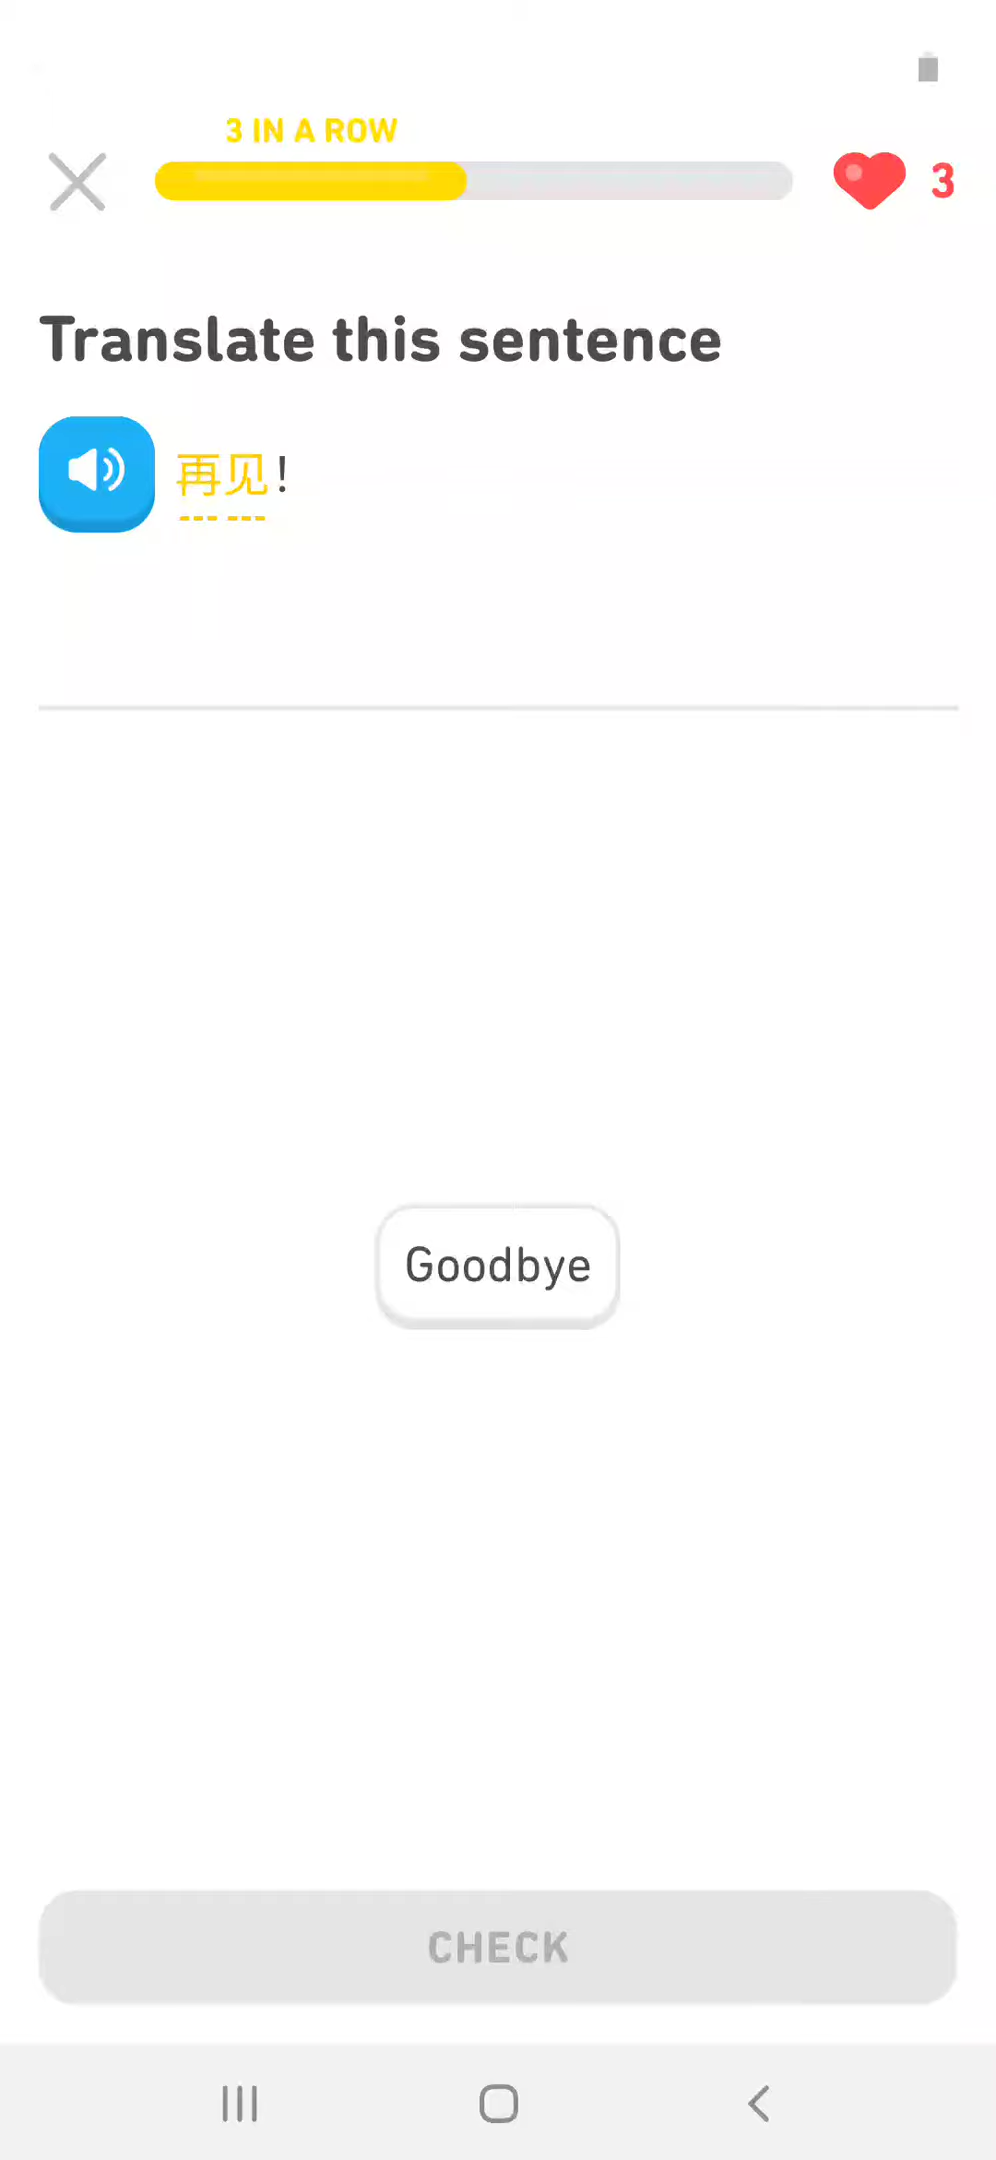 3 IN A ROW
3
Translate this sentence
再见!
Goodbye
CHECK